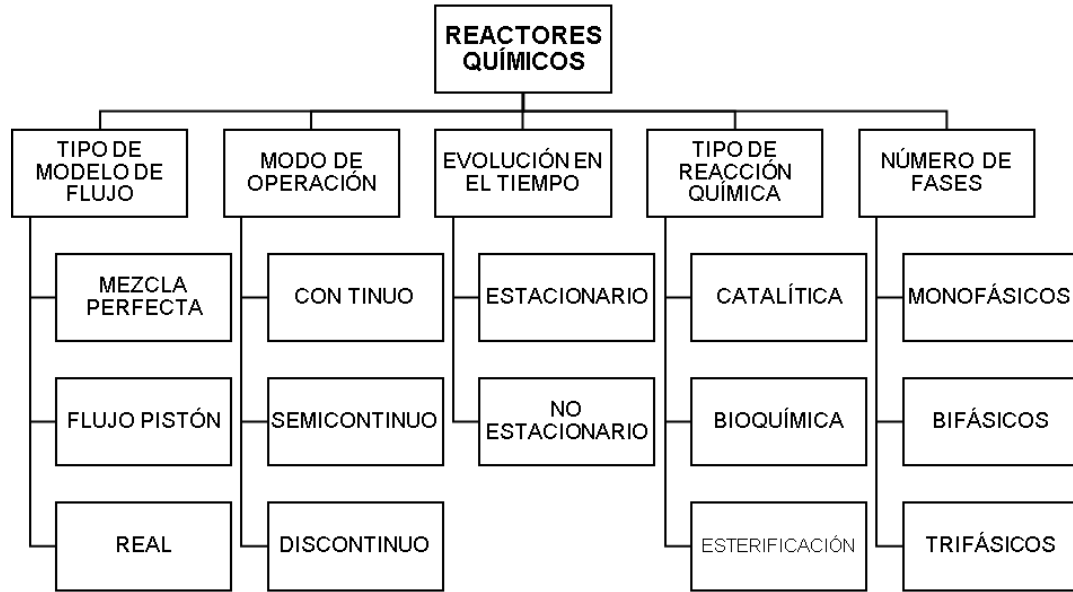 REACTORES
QUÍMICOS
TIPO DE
MODELO DE
FLUJO
MODO DE
OPERACIÓN
EVOLUCIÓN EN
EL TIEMPO
TIPO DE
REACCIÓN
QUÍMICA
NÚMERO DE
FASES
MEZCLA
PERFECTA
FLUJO PISTÓN
REAL
CON TINUO
SEMICONTINUO
DISCONTINUO
ESTACIONARIO
NO
ESTACIONARIO
CATALÍTICA
BIOQUÍMICA
ESTERIFICACIÓN
MONOFÁSICOS
BIFÁSICOS
TRIFÁSICOS